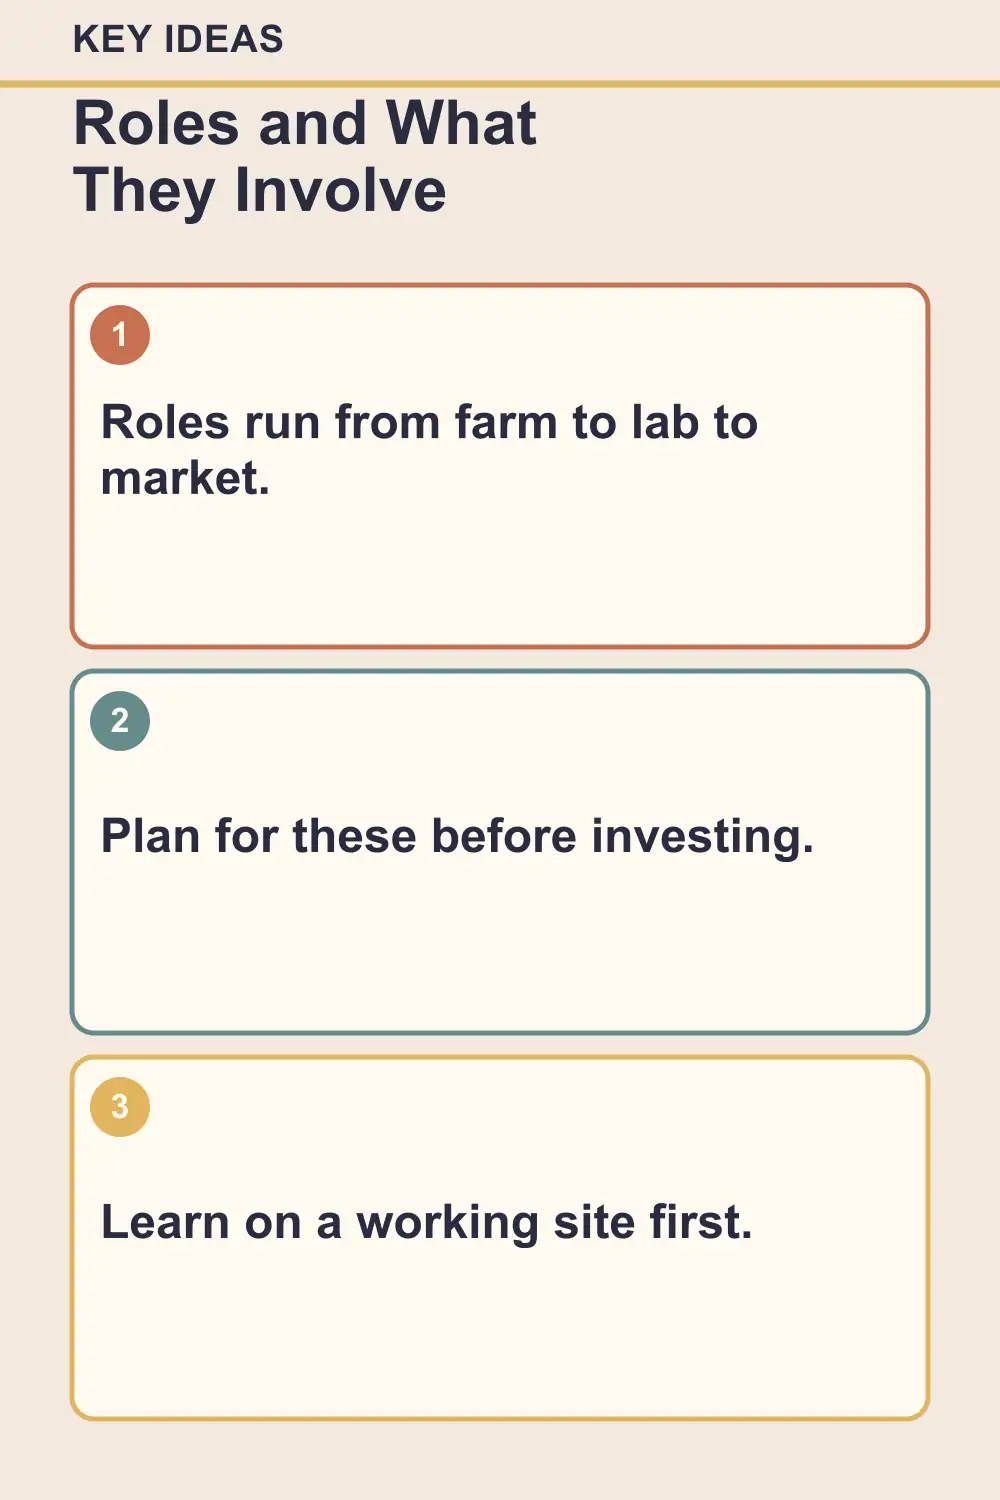 KEY IDEAS
Roles and What
They Involve
1
Roles run from farm to lab to
market.
2
Plan for these before investing.
3
Learn on a working site first.